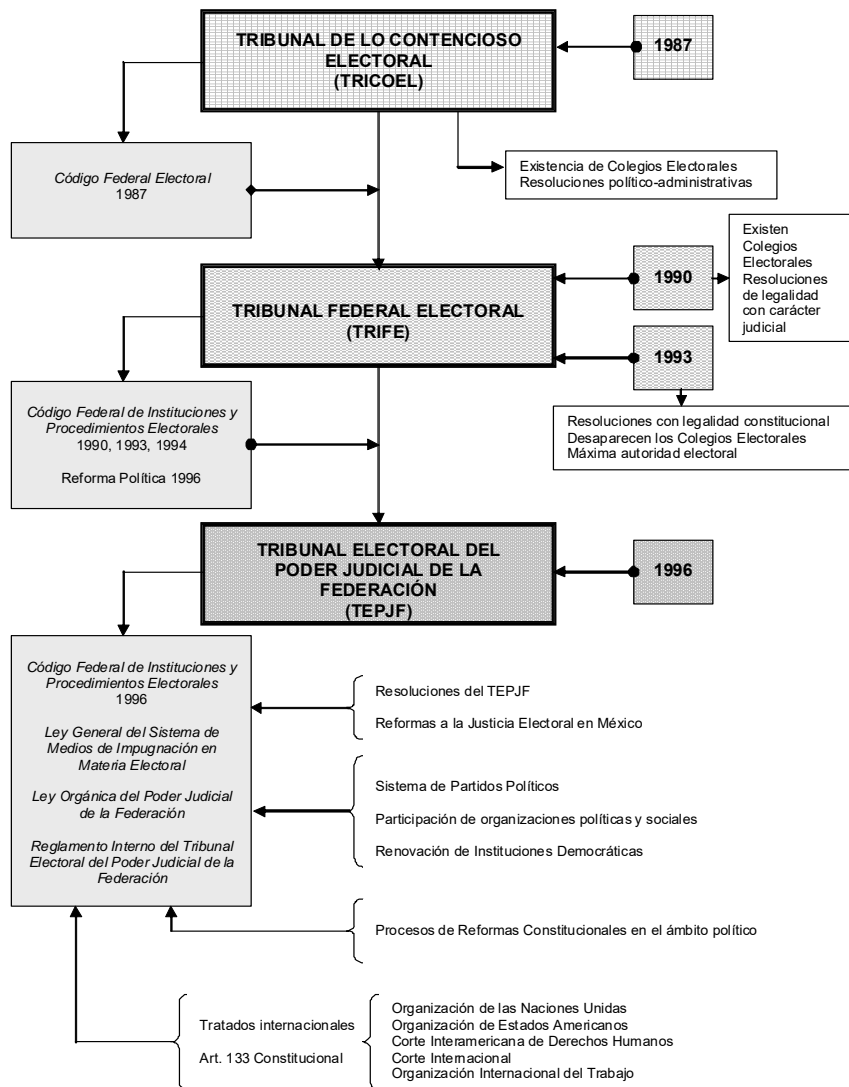 TRIBUNAL DE LO CONTENCIOSO
ELECTORAL
(TRICOEL)
1987
Código Federal Electoral
1987
Existencia de Colegios Electorales
Resoluciones político-administrativas
TRIBUNAL FEDERAL ELECTORAL
(TRIFE)
1990
Existen
Colegios
Electorales
Resoluciones
de legalidad
con carácter
judicial
1993
Código Federal de Instituciones y
Procedimientos Electorales
1990, 1993, 1994
Reforma Política 1996
Resoluciones con legalidad constitucional
Desaparecen los Colegios Electorales
Máxima autoridad electoral
TRIBUNAL ELECTORAL DEL
PODER JUDICIAL DE LA
FEDERACIÓN
(TEPJF)
1996
Código Federal de Instituciones y
Procedimientos Electorales
1996
Ley General del Sistema de
Medios de Impugnación en
Materia Electoral
Ley Orgánica del Poder Judicial
de la Federación
Reglamento Interno del Tribunal
Electoral del Poder Judicial de la
Federación
Resoluciones del TEPJF
Reformas a la Justicia Electoral en México
Sistema de Partidos Políticos
Participación de organizaciones políticas y sociales
Renovación de Instituciones Democráticas
Procesos de Reformas Constitucionales en el ámbito político
Tratados internacionales
Art. 133 Constitucional
Organización de las Naciones Unidas
Organización de Estados Americanos
Corte Interamericana de Derechos Humanos
Corte Internacional
Organización Internacional del Trabajo